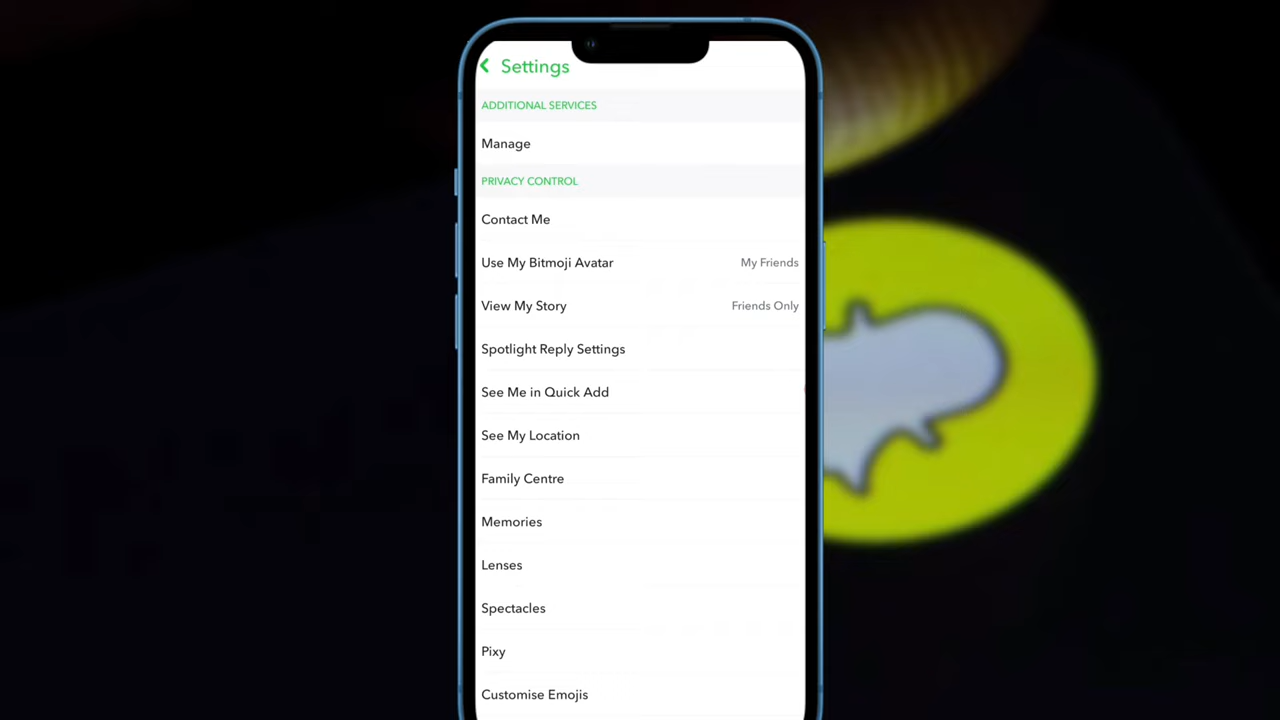 Settings
ADDITIONAL SERVICES
Manage
PRIVACY CONTROL
Contact Me
Use My Bitmoji Avatar My Friends
View My Story Friends Only
Spotlight Reply Settings
See Me in Quick Add
See My Location
Family Centre
Memories
Lenses
Spectacles
Pixy
Customise Emojis